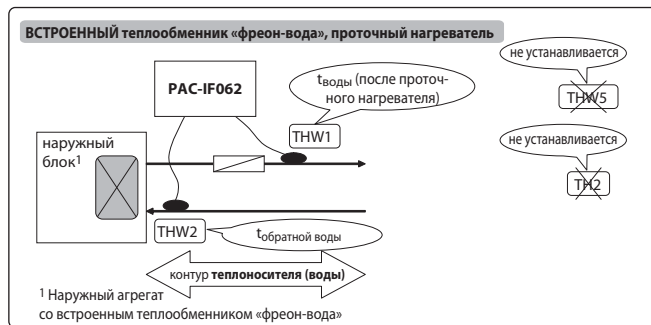 ВСТРОЕННЫЙ теплообменник «фреон-вода», проточный нагреватель
не устанавливается
THW5
не устанавливается
TH2
PAC-IF062
tводы (после проточ-
ного нагревателя)
THW1
наружный
блок1
THW2
tобратной воды
контур теплоносителя (воды)
1 Наружный агрегат
со встроенным теплообменником «фреон-вода»